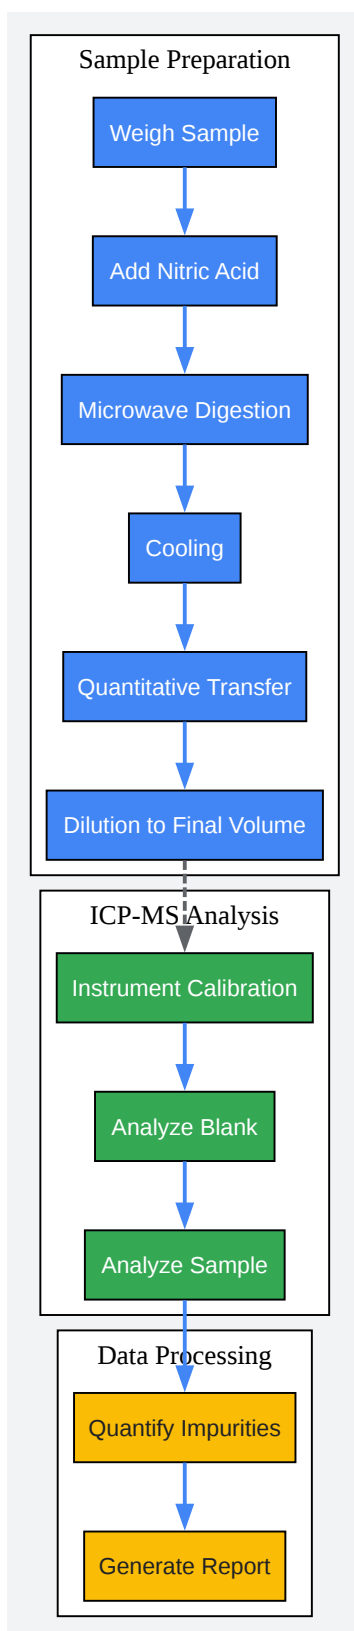 Sample Preparation
Weigh Sample
Add Nitric Acid
Microwave Digestion
Cooling
Quantitative Transfer
Dilution to Final Volume
ICP-MS Analysis
Instrument Calibration
Analyze Blank
Analyze Sample
Data Processing
Quantify Impurities
Generate Report